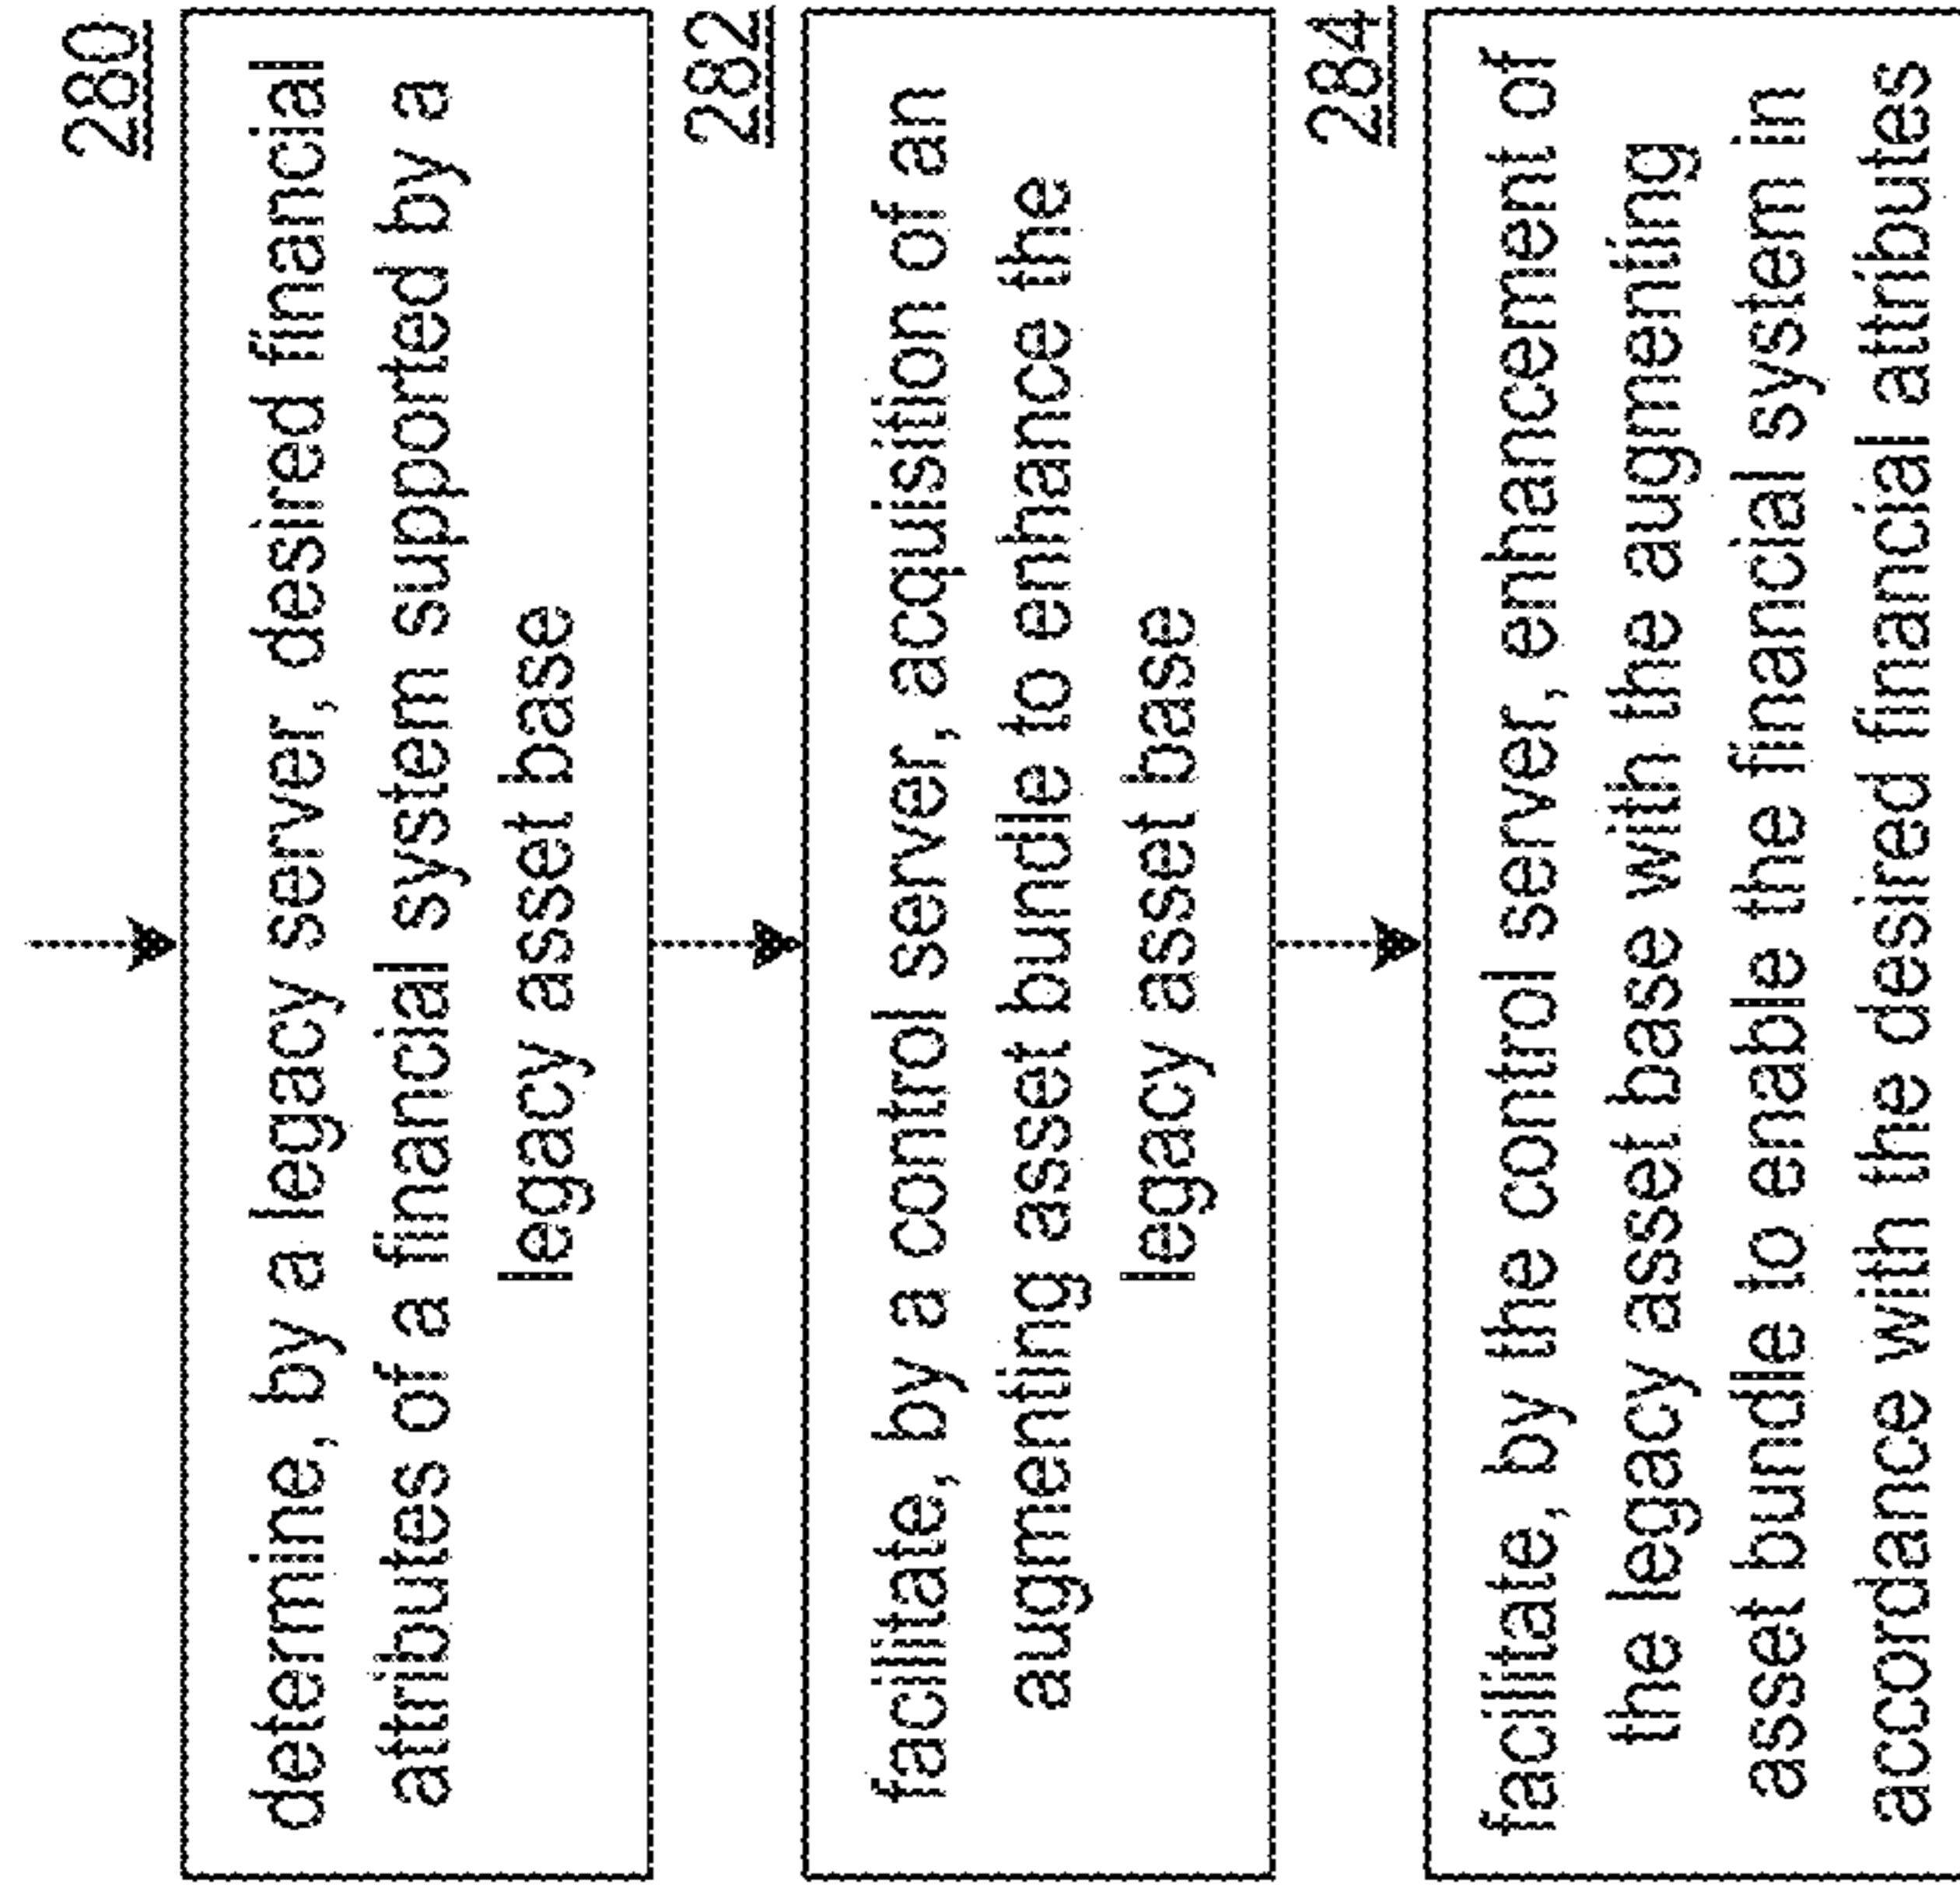 280
determine, by a legacy server, desired financial
attributes of a financial system supported by a
legacy asset base
282
facilitate, by a control server, acquisition of an
augmenting asset bundle to enhance the
legacy asset base
284
facilitate, by the control server, enhancement of
the legacy asset base with the augmenting
asset bundle to enable the financial system in
accordance with the desired financial attributes